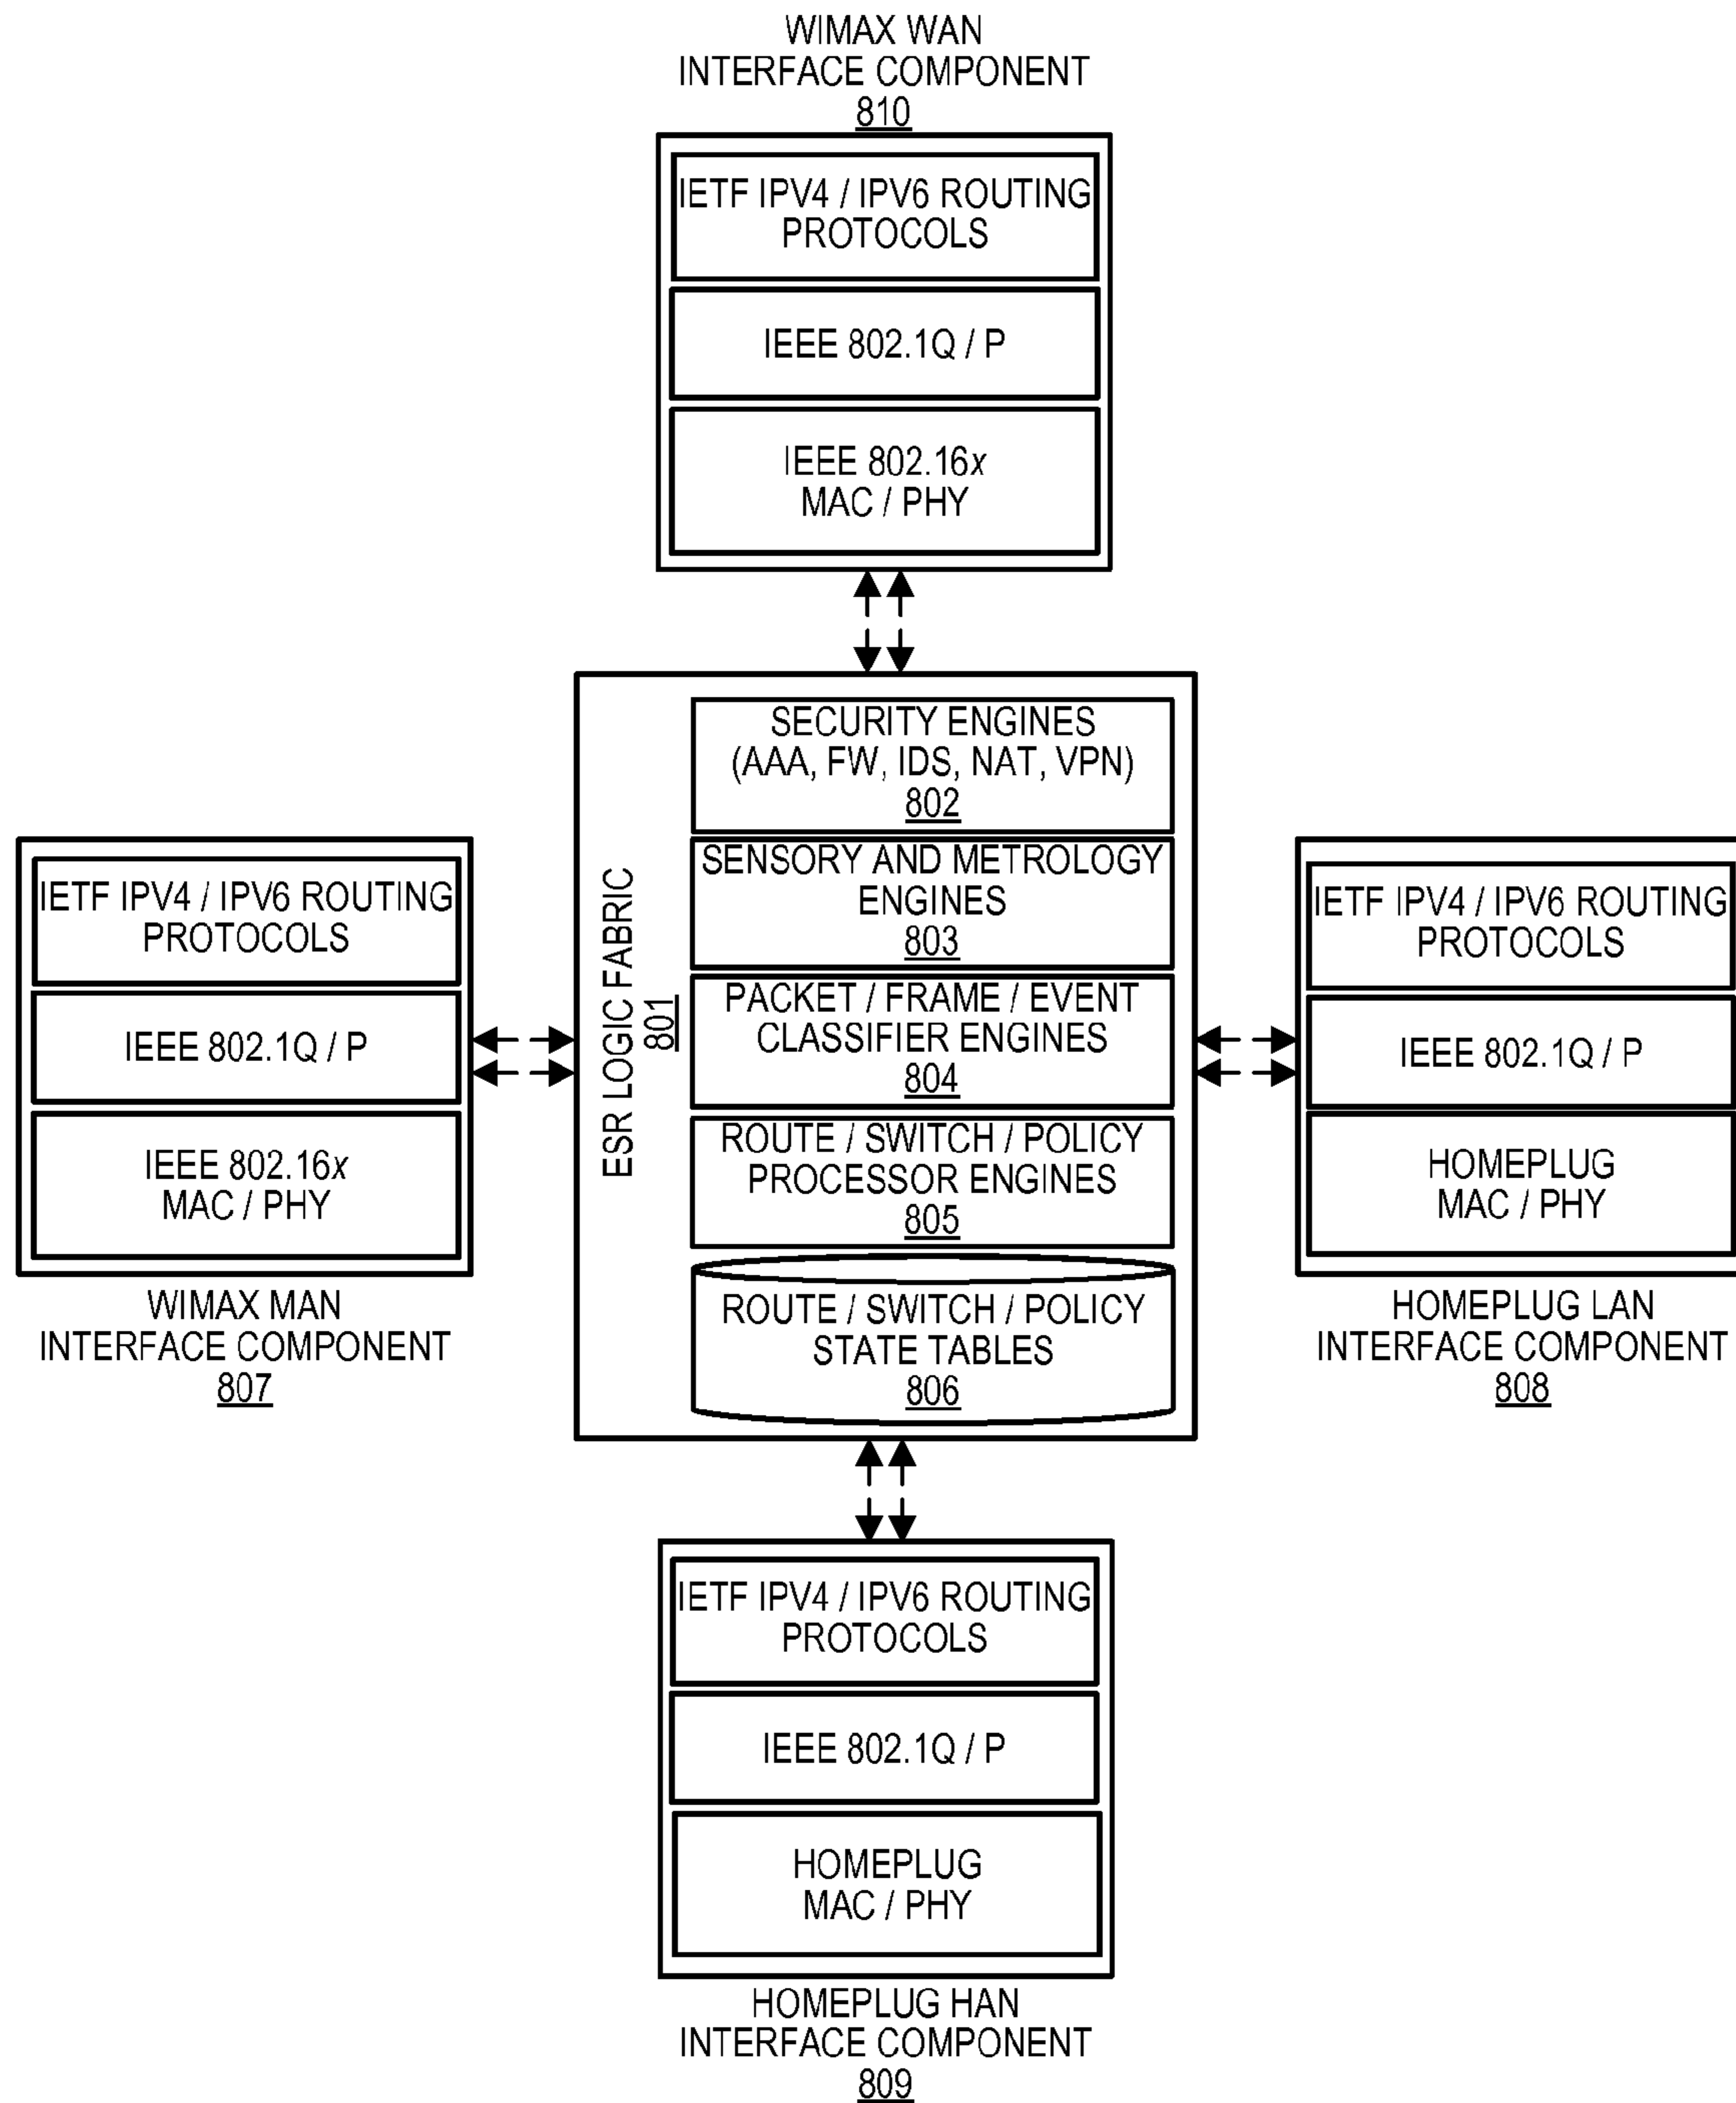 WIMAX WAN
INTERFACE COMPONENT
810
IETF IPV4 / IPV6 ROUTING
PROTOCOLS
IEEE 802.1Q / P
IEEE 802.16x
MAC / PHY
ESR LOGIC FABRIC
801
SECURITY ENGINES
(AAA, FW, IDS, NAT, VPN)
802
SENSORY AND METROLOGY
ENGINES
803
PACKET / FRAME / EVENT
CLASSIFIER ENGINES
804
ROUTE / SWITCH / POLICY
PROCESSOR ENGINES
805
ROUTE / SWITCH / POLICY
STATE TABLES
806
IETF IPV4 / IPV6 ROUTING
PROTOCOLS
IEEE 802.1Q / P
IEEE 802.16x
MAC / PHY
WIMAX MAN
INTERFACE COMPONENT
807
IETF IPV4 / IPV6 ROUTING
PROTOCOLS
IEEE 802.1Q / P
HOMEPLUG
MAC / PHY
HOMEPLUG LAN
INTERFACE COMPONENT
808
IETF IPV4 / IPV6 ROUTING
PROTOCOLS
IEEE 802.1Q / P
HOMEPLUG
MAC / PHY
HOMEPLUG HAN
INTERFACE COMPONENT
809